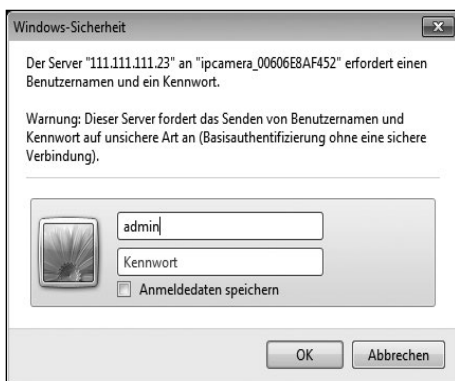 Windows-Sicherheit
Der Server "111.111.111.23" an "ipcamera_00606E8AF452" erfordert einen
Benutzernamen und ein Kennwort.
Warnung: Dieser Server fordert das Senden von Benutzernamen und
Kennwort auf unsichere Art an (Basisauthentifizierung ohne eine sichere
Verbindung).
admin
Kennwort
Anmeldedaten speichern
OK
Abbrechen